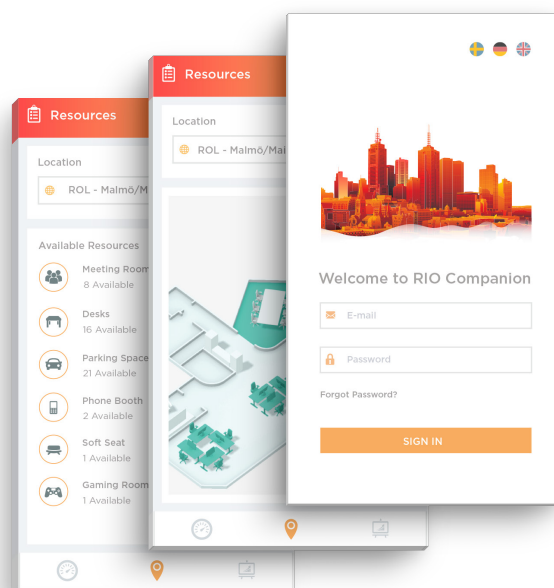 Resources
Location
ROL - Malmö/M
Available Resources
Meeting Room
8 Available
Desks
16 Available
Parking Space
21 Available
Phone Booth
2 Available
Soft Seat
1 Available
Gaming Room
1 Available
Resources
Location
ROL - Malmö/Mai
Welcome to RIO Companion
E-mail
Password
Forgot Password?
SIGN IN